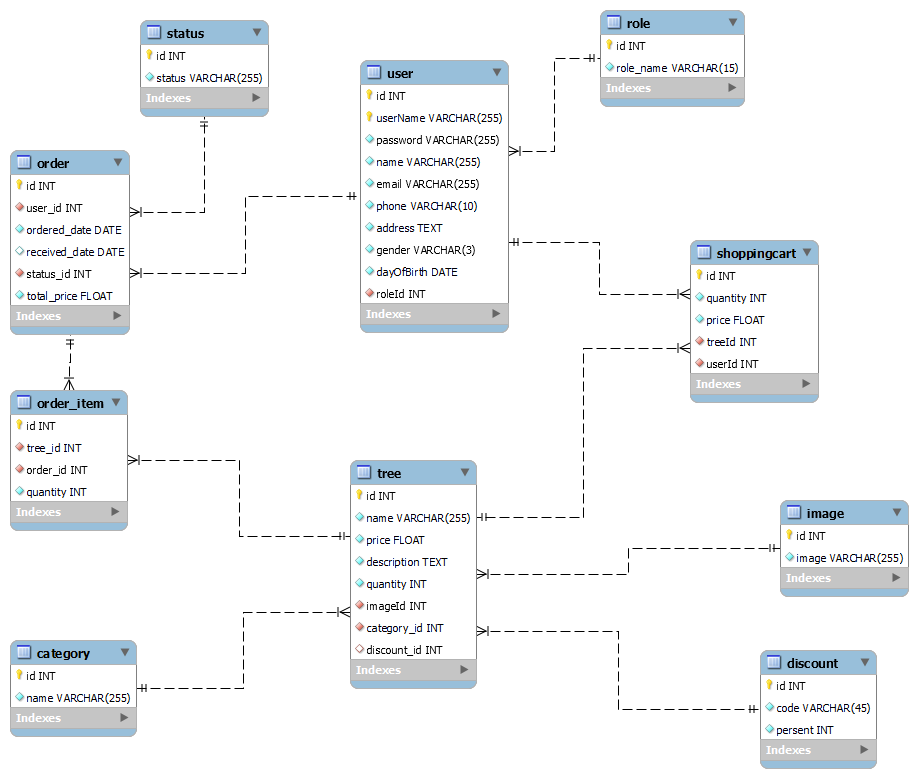 status
id INT
status VARCHAR(255)
Indexes
role
id INT
role_name VARCHAR(15)
Indexes
user
id INT
userName VARCHAR(255)
password VARCHAR(255)
name VARCHAR(255)
email VARCHAR(255)
phone VARCHAR(10)
address TEXT
gender VARCHAR(3)
dayOfBirth DATE
roleId INT
Indexes
order
id INT
user_id INT
ordered_date DATE
received_date DATE
status_id INT
total_price FLOAT
Indexes
shoppingcart
id INT
quantity INT
price FLOAT
treeId INT
userId INT
Indexes
order_item
id INT
tree_id INT
order_id INT
quantity INT
Indexes
tree
id INT
name VARCHAR(255)
price FLOAT
description TEXT
quantity INT
imageId INT
category_id INT
discount_id INT
Indexes
image
id INT
image VARCHAR(255)
Indexes
category
id INT
name VARCHAR(255)
Indexes
discount
id INT
code VARCHAR(45)
persent INT
Indexes